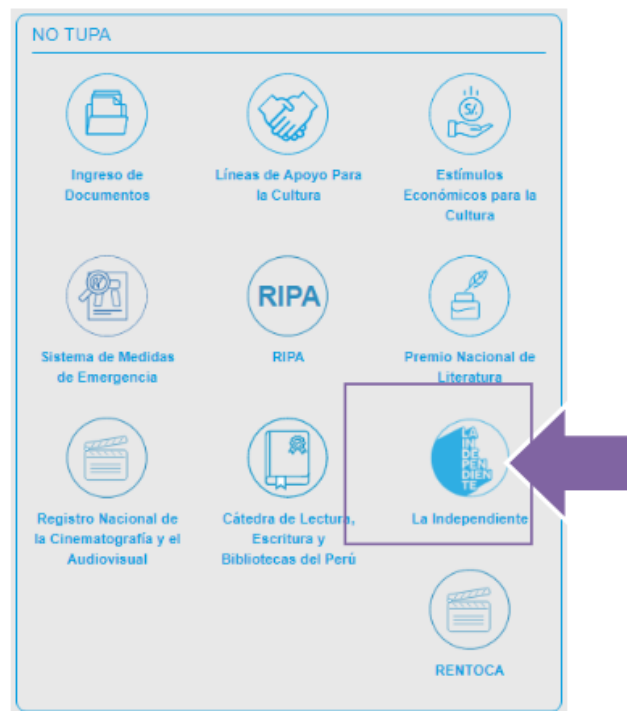 NO TUPA
Ingreso de
Documentos
Líneas de Apoyo Para
la Cultura
S/.
Estímulos
Económicos para la
Cultura
Sistema de Medidas
de Emergencia
RIPA
RIPA
Premio Nacional de
Literatura
Registro Nacional de
la Cinematografía y el
Audiovisual
Cátedra de Lectura,
Escritura y
Bibliotecas del Perú
LA
IN
DE
PEN
DIEN
TE
La Independiente
RENTOCA